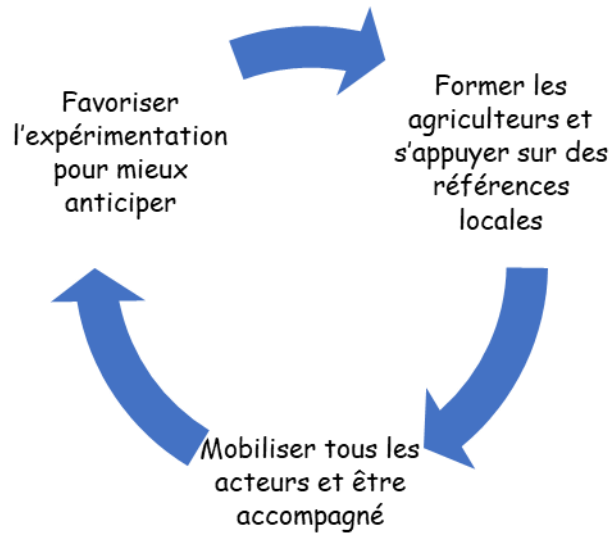 Favoriser
l'expérimentation
pour mieux
anticiper
Former les
agriculteurs et
s'appuyer sur des
références
locales
Mobiliser tous les
acteurs et être
accompagné